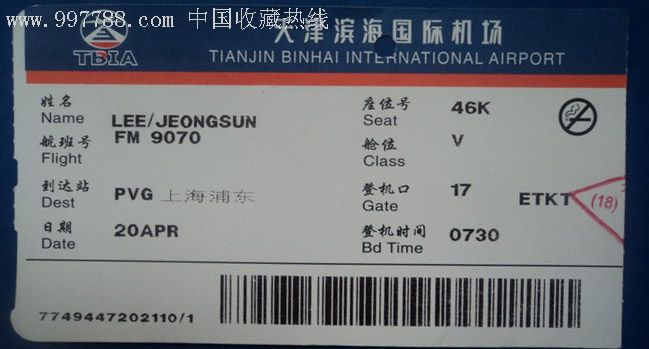 www.997788.com 中国收藏热线
天津滨海国际机场
TBIA
TIANJIN BINHAI INTERNATIONAL AIRPORT
姓名
Name LEE/JEONGSUN
座位号
Seat 46K
航班号
Flight FM 9070
舱位
Class V
到达站
Dest PVG 上海浦东
登机口
Gate 17
ETKT (18)
日期
Date 20APR
登机时间
Bd Time 0730
7749447202110/1